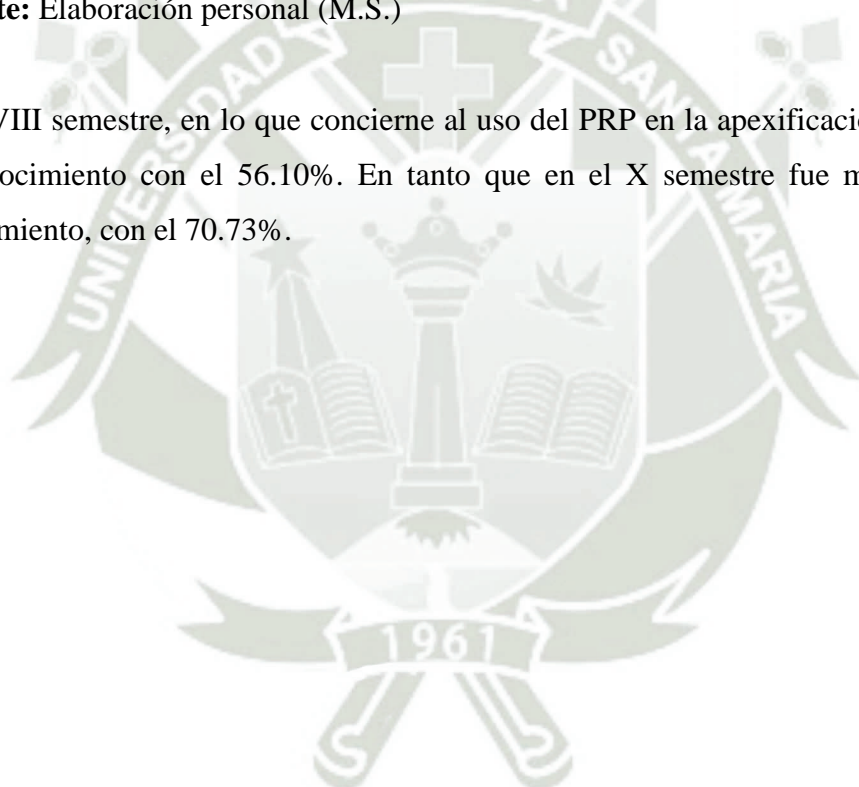 te: Elaboración personal (M.S.)
VIII semestre, en lo que concierne al uso del PRP en la apexificació
ocimiento con el 56.10%. En tanto que en el X semestre fue m
miento, con el 70.73%.
UNIVERSIDAD
SANTA MARIA
1961